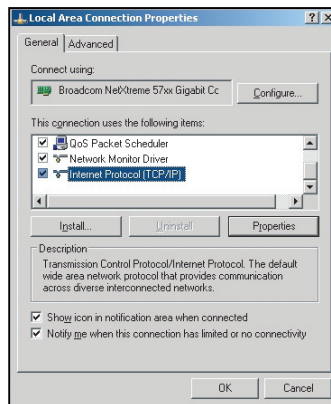 Local Area Connection Properties
General
Advanced
Connect using:
Broadcom NetXtreme 57xx Gigabit Cc
Configure...
This connection uses the following items:
QoS Packet Scheduler
Network Monitor Driver
Internet Protocol (TCP/IP)
Install...
Uninstall
Properties
Description
Transmission Control Protocol/Internet Protocol. The default
wide area network protocol that provides communication
across diverse interconnected networks.
Show icon in notification area when connected
Notify me when this connection has limited or no connectivity
OK
Cancel